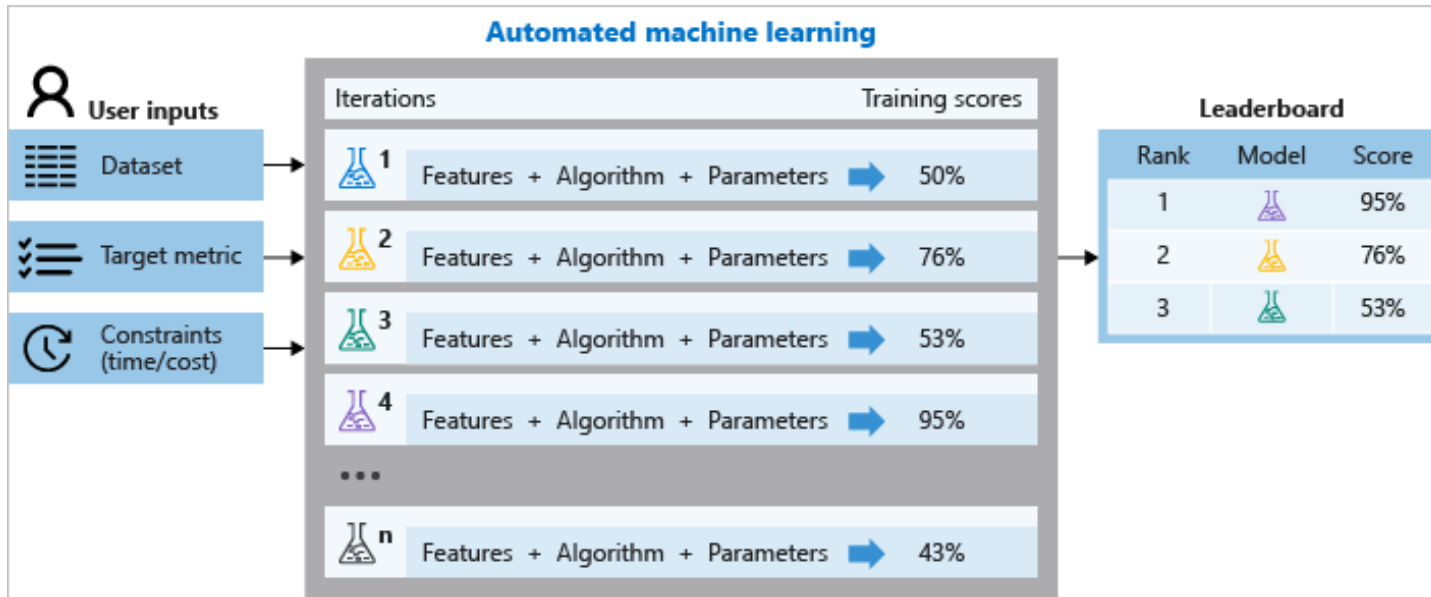 Automated machine learning
User inputs
Dataset
Target metric
Constraints
(time/cost)
Iterations Training scores
1 Features + Algorithm + Parameters 50%
2 Features + Algorithm + Parameters 76%
3 Features + Algorithm + Parameters 53%
4 Features + Algorithm + Parameters 95%
...
n Features + Algorithm + Parameters 43%
Leaderboard
Rank Model Score
1 95%
2 76%
3 53%